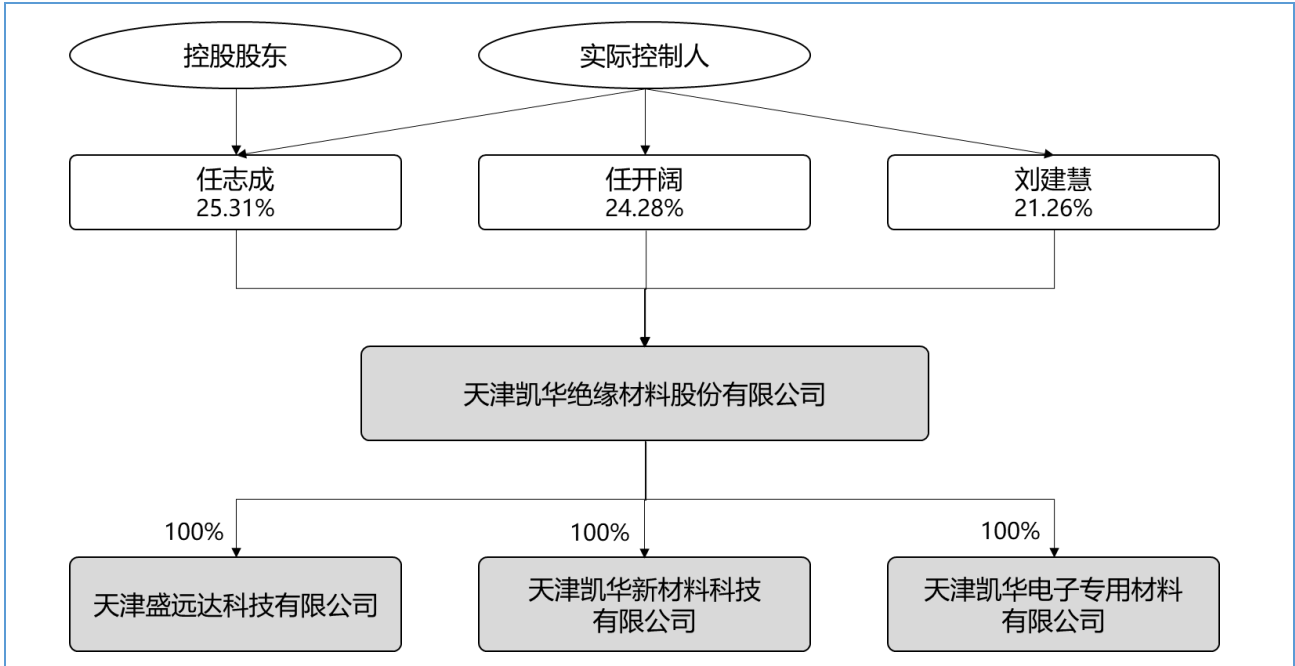 控股股东
实际控制人
任志成
25.31%
任开阔
24.28%
刘建慧
21.26%
天津凯华绝缘材料股份有限公司
100%
100%
100%
天津盛远达科技有限公司
天津凯华新材料科技
有限公司
天津凯华电子专用材料
有限公司